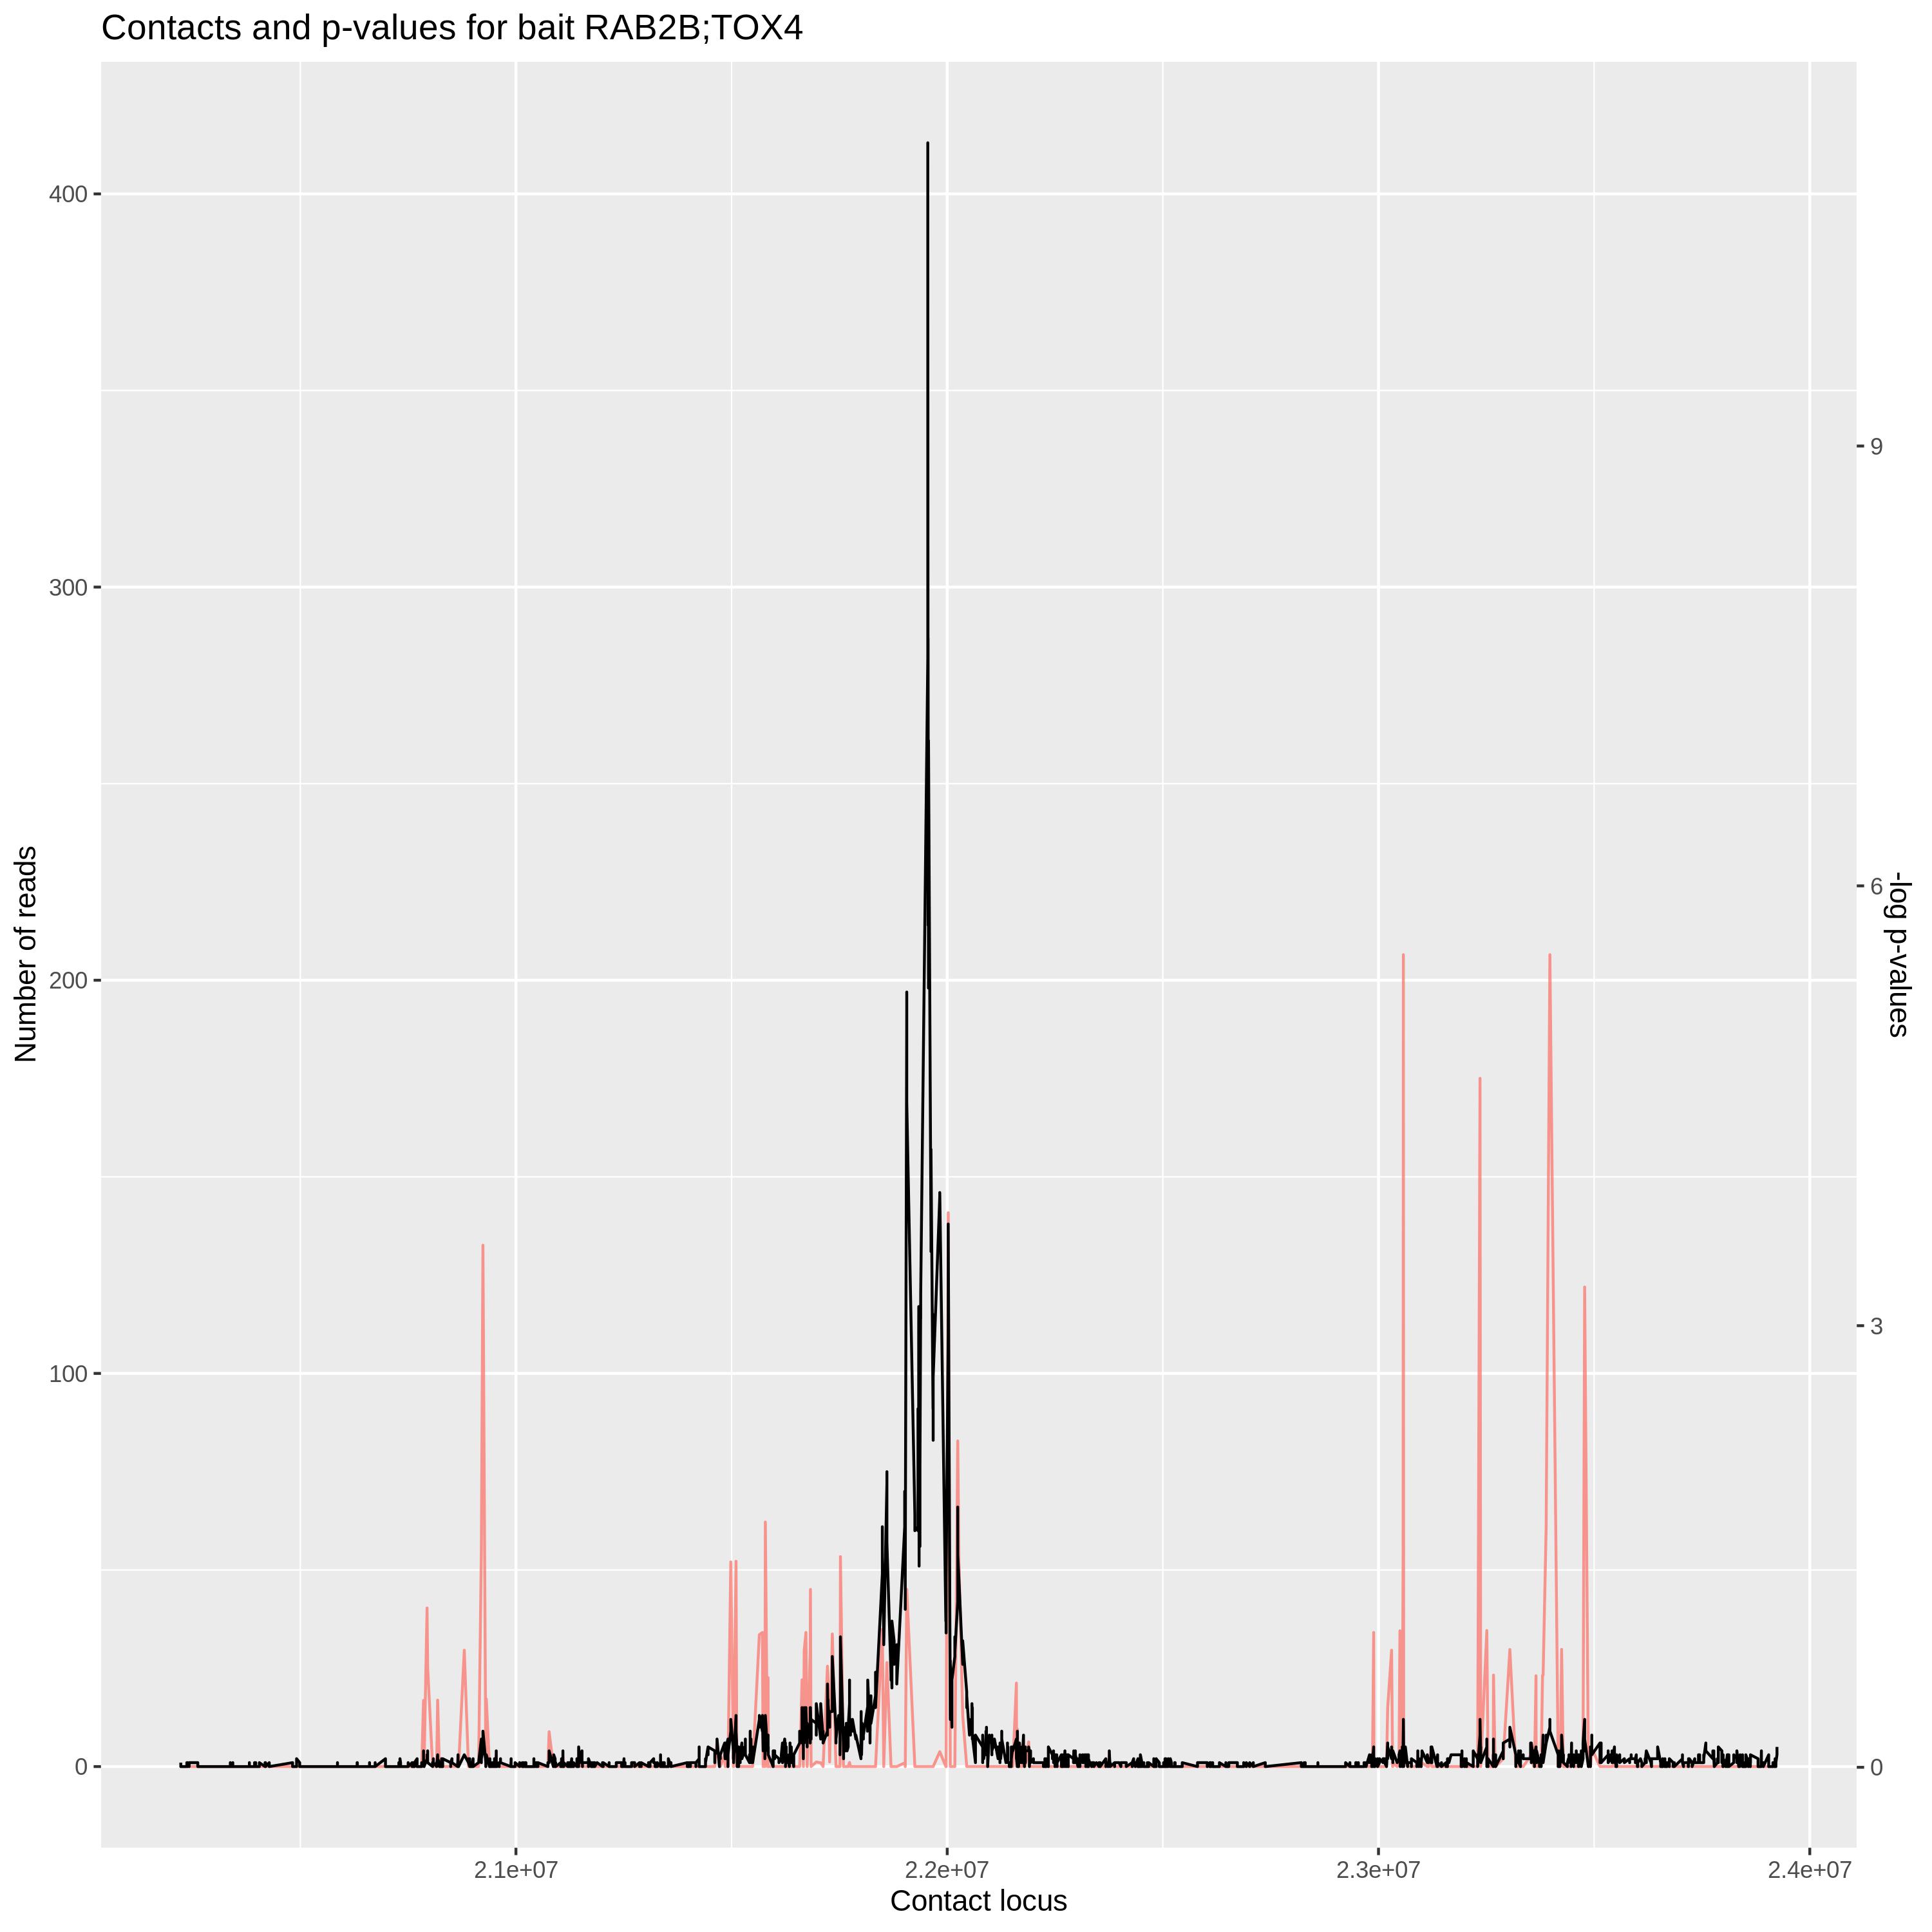 Contacts and p-values for bait RAB2B;TOX4
Number of reads
400
300
200
100
0
9
6
3
0
-log p-values
2.1e+07
2.2e+07
2.3e+07
2.4e+07
Contact locus